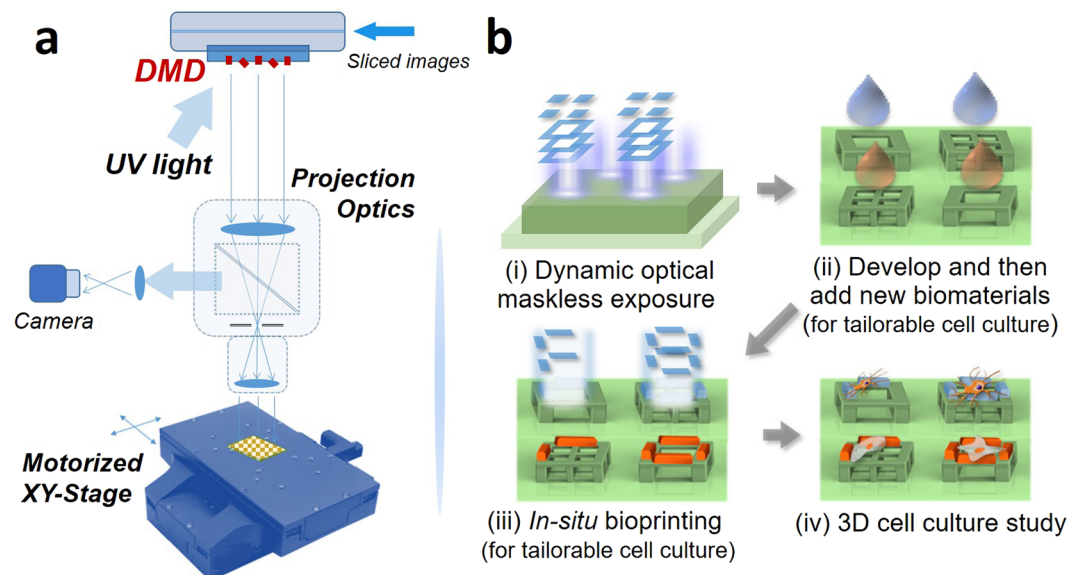 a
Sliced images
DMD
UV light
Projection
Optics
Camera
Motorized
XY-Stage
b
(i) Dynamic optical
maskless exposure
(ii) Develop and then
add new biomaterials
(for tailorable cell culture)
(iii) In-situ bioprinting
(for tailorable cell culture)
(iv) 3D cell culture study